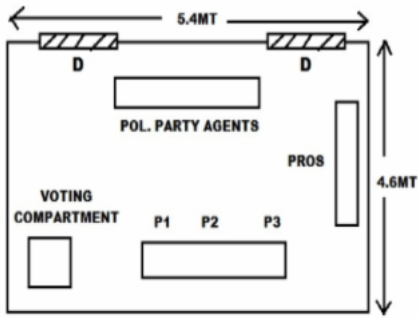 5.4MT
D
D
POL. PARTY AGENTS
PROS
4.6MT
VOTING
COMPARTMENT
P1 P2 P3